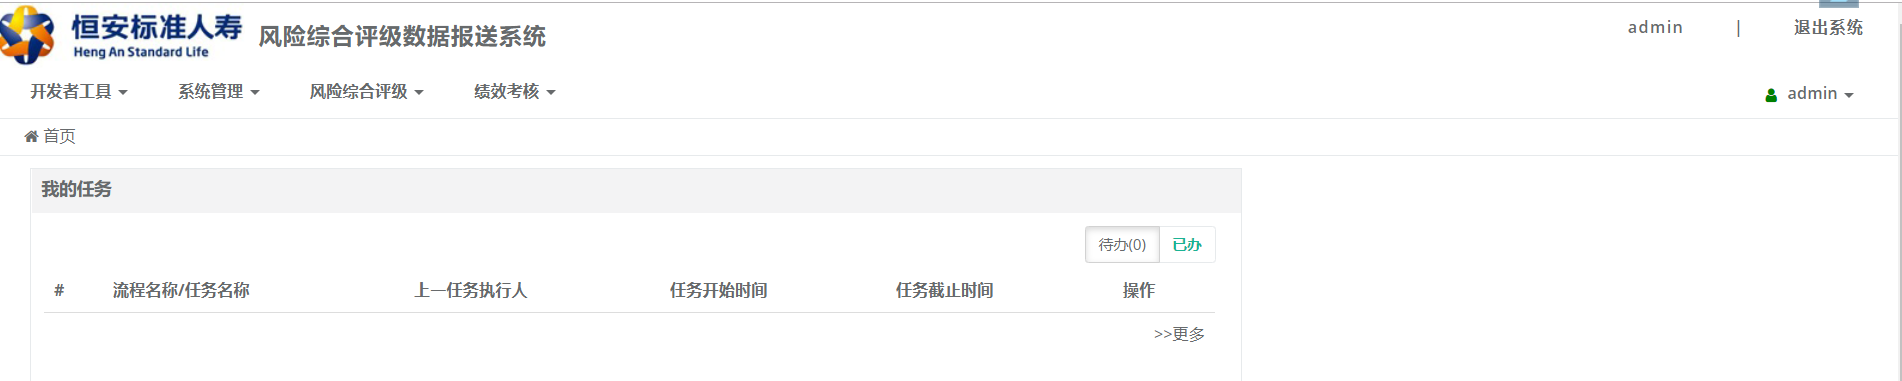 恒安标准人寿
Heng An Standard Life
风险综合评级数据报送系统
admin | 退出系统
开发者工具 系统管理 风险综合评级 绩效考核 admin
首页
我的任务
待办(0) 已办
# 流程名称/任务名称 上一任务执行人 任务开始时间 任务截止时间 操作
>>更多